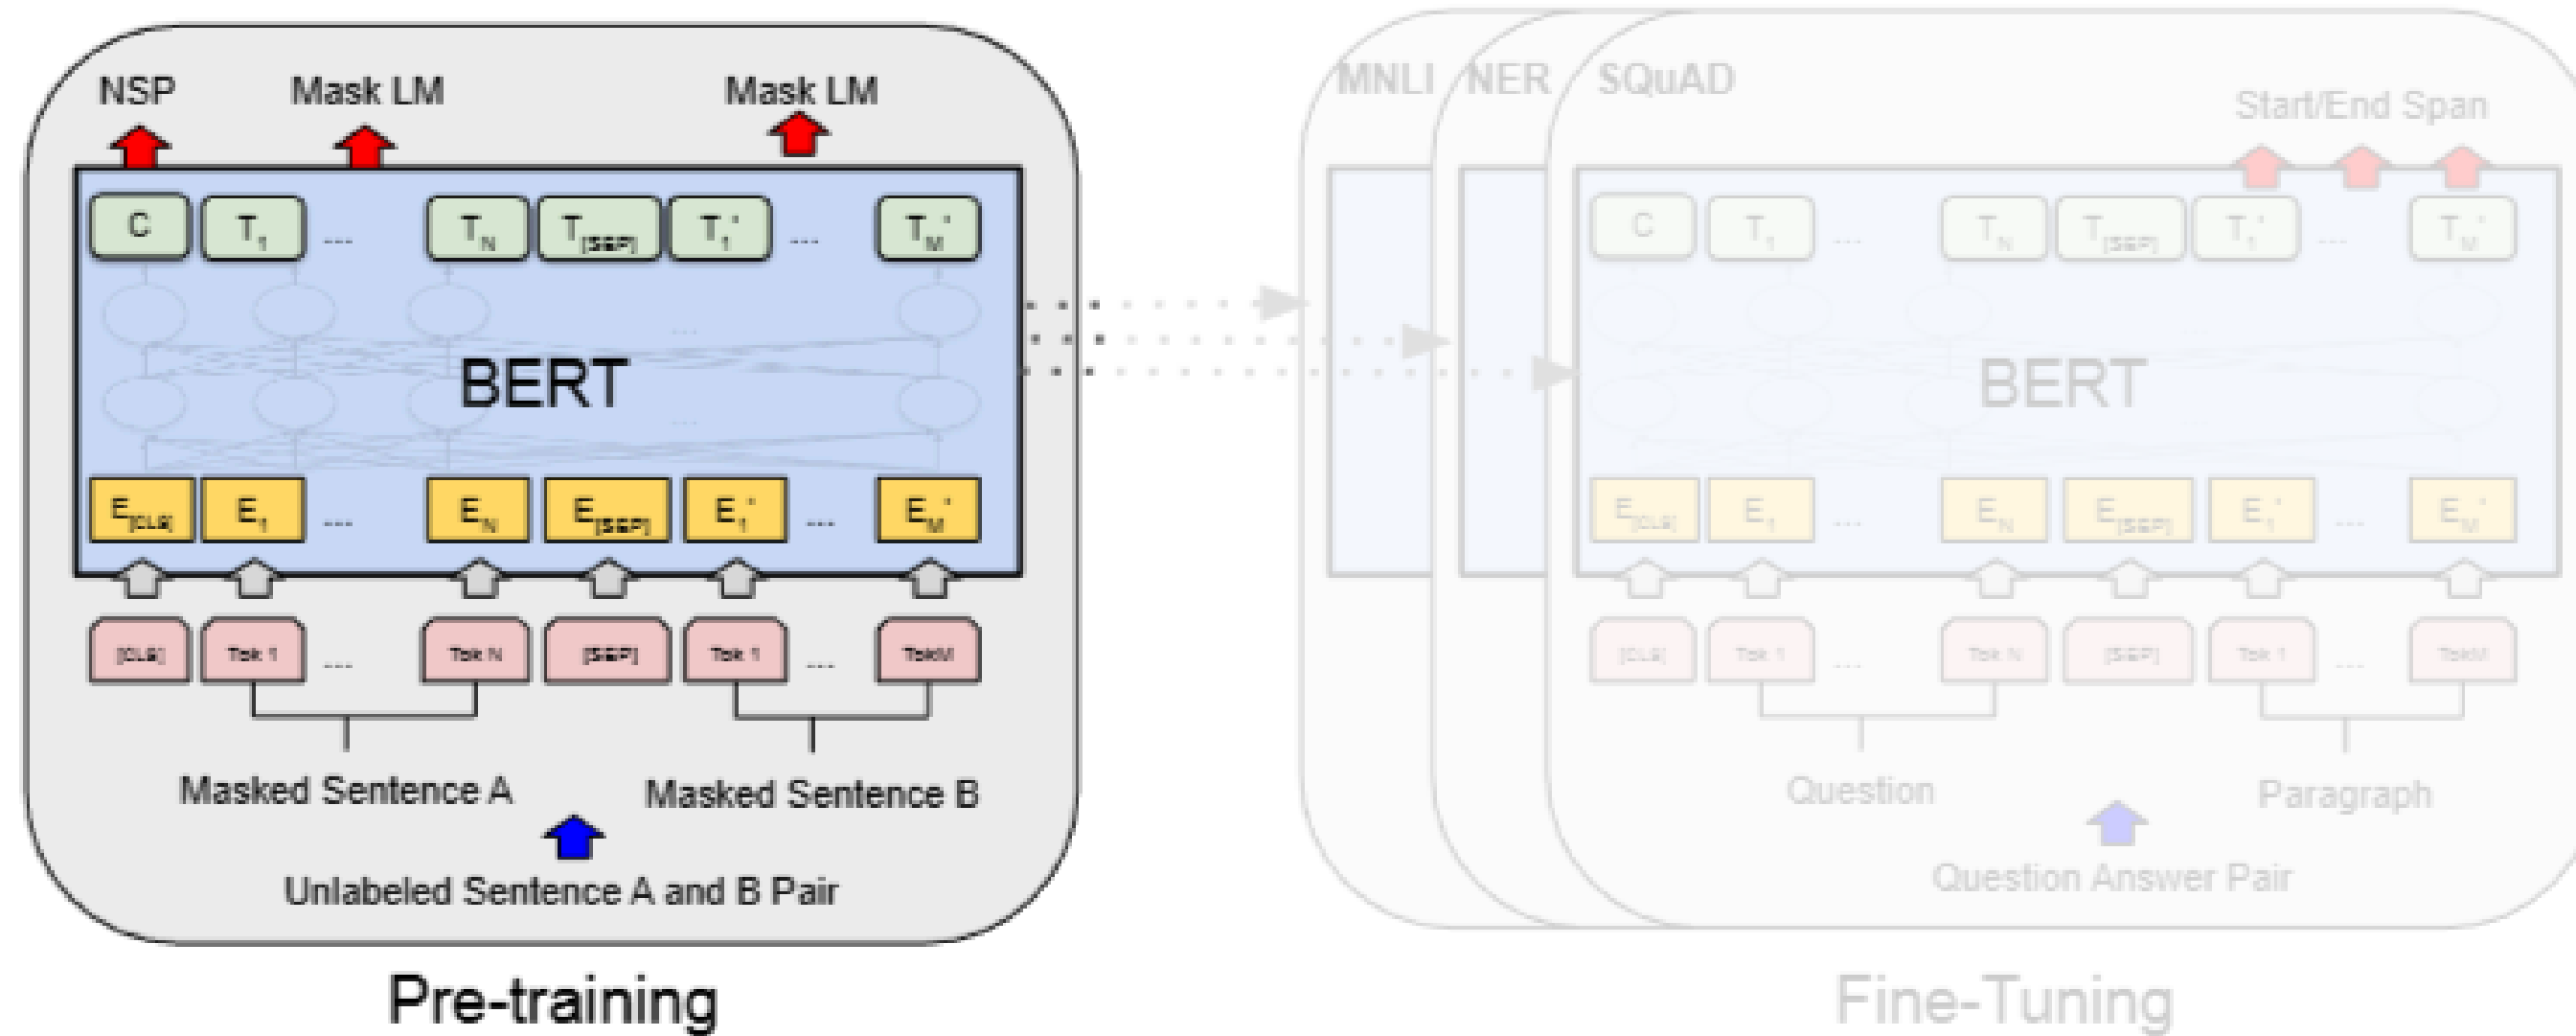 NSP Mask LM Mask LM
C T1 ... TN T[SEP] T1' ... TM'
BERT
E[CLS] E1 ... EN E[SEP] E1' ... EM'
[CLS] Tok 1 ... Tok N [SEP] Tok 1 ... TokM
Masked Sentence A Masked Sentence B
Unlabeled Sentence A and B Pair
Pre-training
MNLI NER SQuAD
Start/End Span
C T1 ... TN T[SEP] T1' ... TM'
BERT
E[CLS] E1 ... EN E[SEP] E1' ... EM'
[CLS] Tok 1 ... Tok N [SEP] Tok 1 ... TokM
Question Paragraph
Question Answer Pair
Fine-Tuning